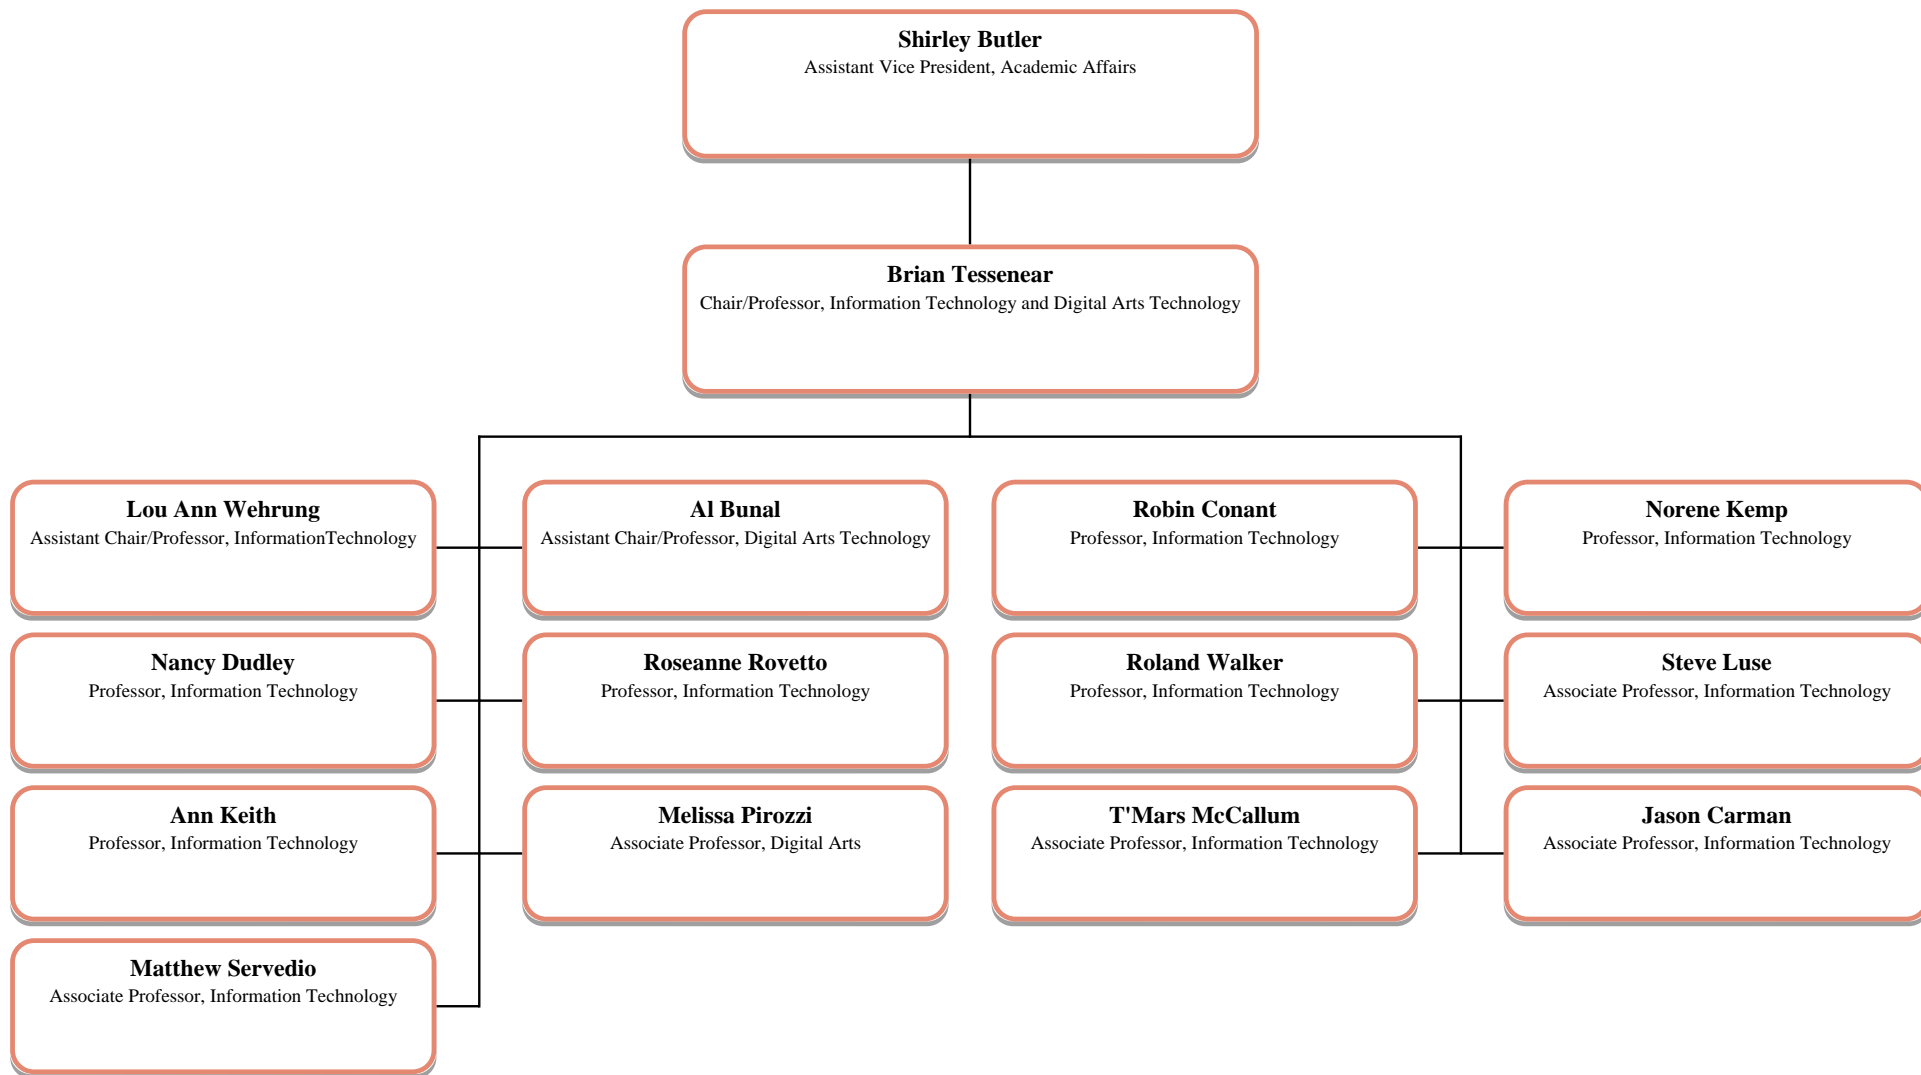 Shirley Butler
Assistant Vice President, Academic Affairs
Brian Tessenear
Chair/Professor, Information Technology and Digital Arts Technology
Lou Ann Wehrung
Assistant Chair/Professor, InformationTechnology
Al Bunal
Assistant Chair/Professor, Digital Arts Technology
Robin Conant
Professor, Information Technology
Norene Kemp
Professor, Information Technology
Nancy Dudley
Professor, Information Technology
Roseanne Rovetto
Professor, Information Technology
Roland Walker
Professor, Information Technology
Steve Luse
Associate Professor, Information Technology
Ann Keith
Professor, Information Technology
Melissa Pirozzi
Associate Professor, Digital Arts
T'Mars McCallum
Associate Professor, Information Technology
Jason Carman
Associate Professor, Information Technology
Matthew Servedio
Associate Professor, Information Technology